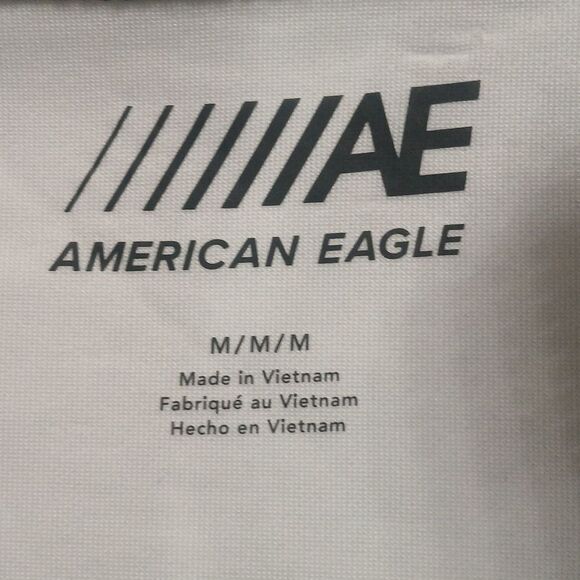 AE
AMERICAN EAGLE
M/M/M
Made in Vietnam
Fabriqué au Vietnam
Hecho en Vietnam